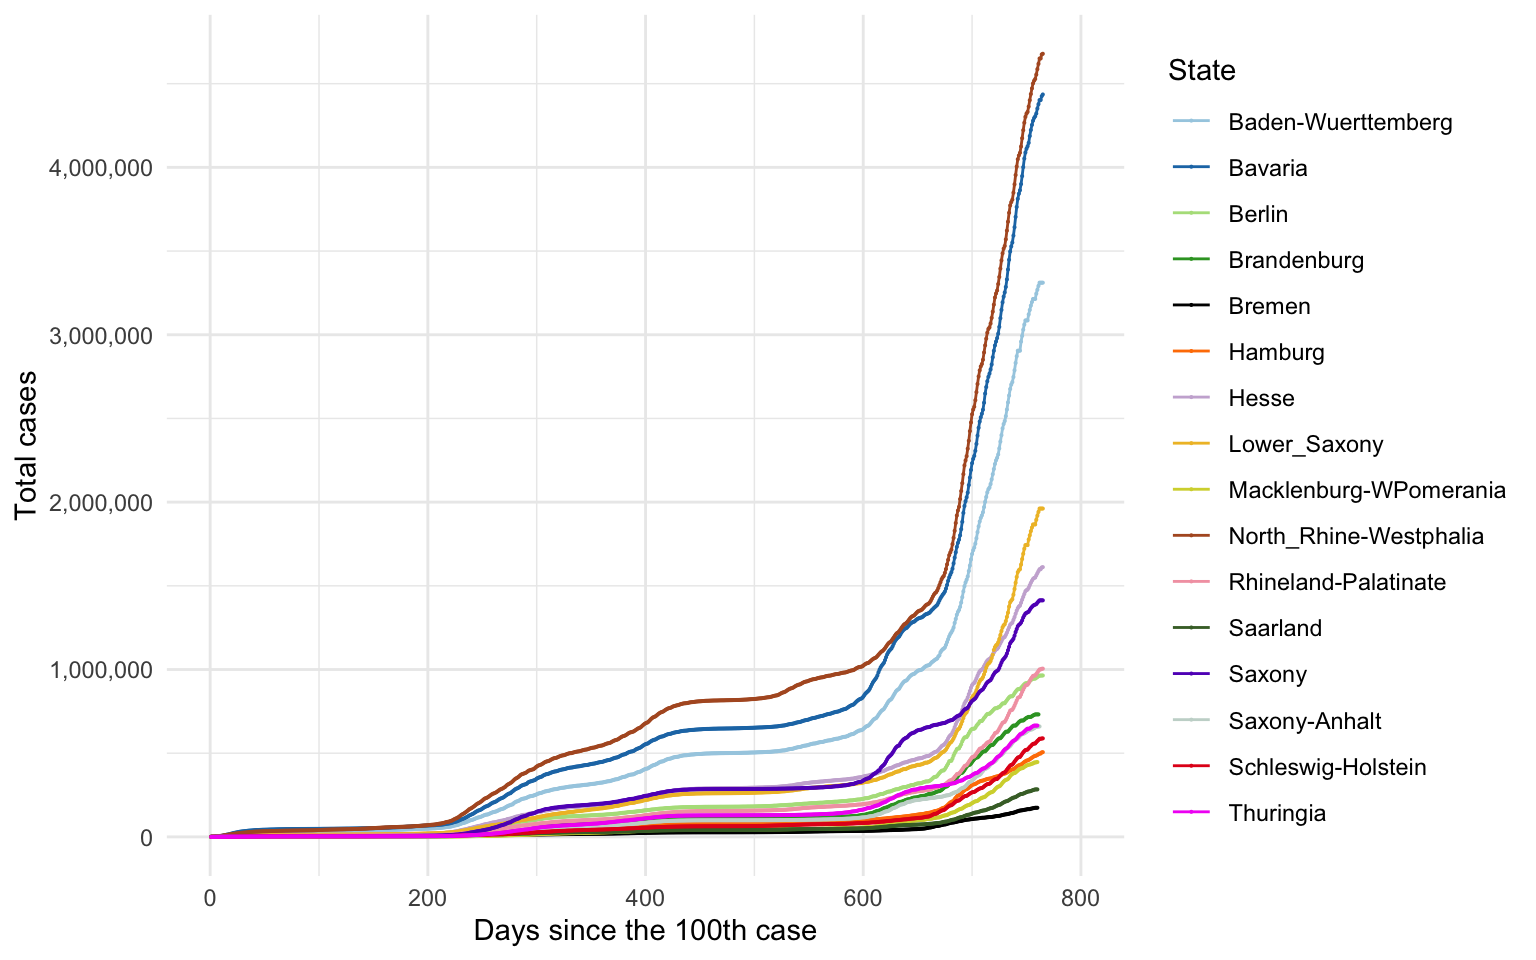 State
Baden-Wuerttemberg
Bavaria
Berlin
Brandenburg
Bremen
Hamburg
Hesse
Lower_Saxony
Macklenburg-WPomerania
North_Rhine-Westphalia
Rhineland-Palatinate
Saarland
Saxony
Saxony-Anhalt
Schleswig-Holstein
Thuringia
Total cases
4,000,000
3,000,000
2,000,000
1,000,000
0
0 200 400 600 800
Days since the 100th case